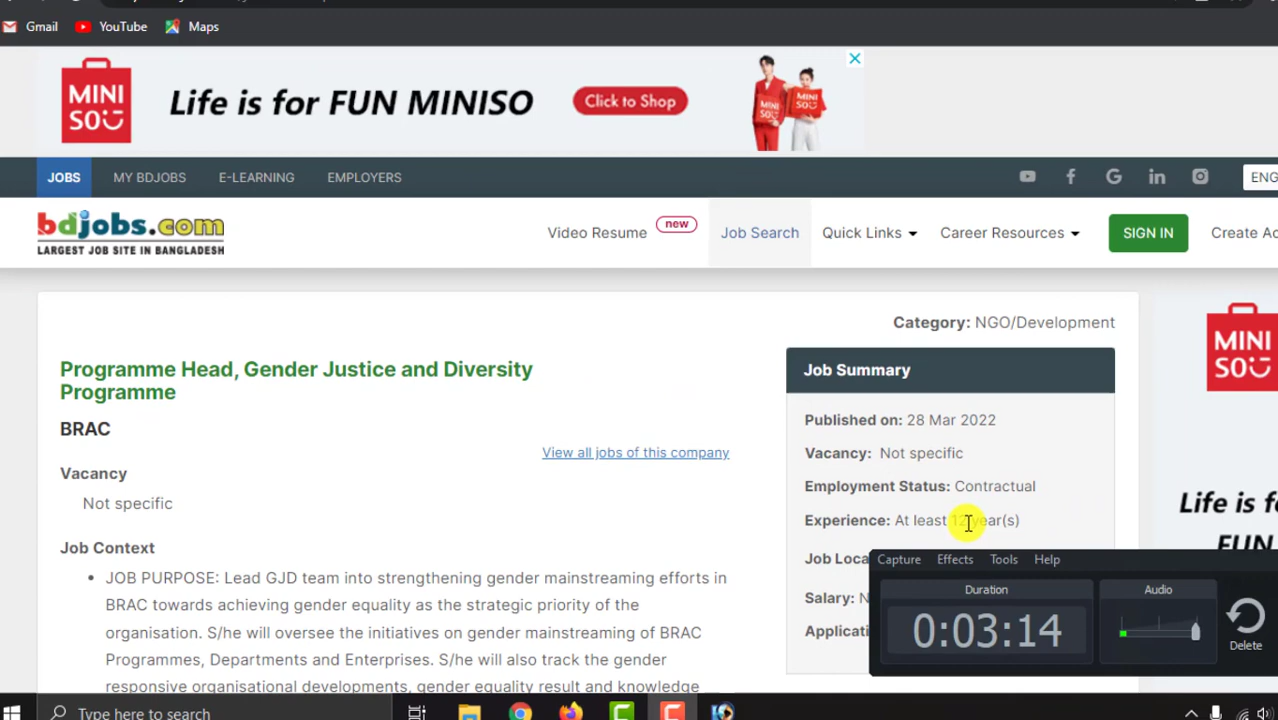 Gmail YouTube Maps
MINI
SO
Life is for FUN MINISO
Click to Shop
MINISO
JOBS MY BDJOBS E-LEARNING EMPLOYERS
ENG
bdjobs.com
LARGEST JOB SITE IN BANGLADESH
Video Resume new Job Search Quick Links Career Resources SIGN IN Create Ac
Category: NGO/Development
MINI
SO
Programme Head, Gender Justice and Diversity
Programme
BRAC
View all jobs of this company
Vacancy
Not specific
Job Context
• JOB PURPOSE: Lead GJD team into strengthening gender mainstreaming efforts in
BRAC towards achieving gender equality as the strategic priority of the
organisation. S/he will oversee the initiatives on gender mainstreaming of BRAC
Programmes, Departments and Enterprises. S/he will also track the gender
responsive organisational developments, gender equality result and knowledge
Job Summary
Published on: 28 Mar 2022
Vacancy: Not specific
Employment Status: Contractual
Experience: At least 12 year(s)
Job Loca
Salary: N
Applicati
Life is f
FUN
Capture Effects Tools Help
Duration
0:03:14
Audio
Delete
Type here to search